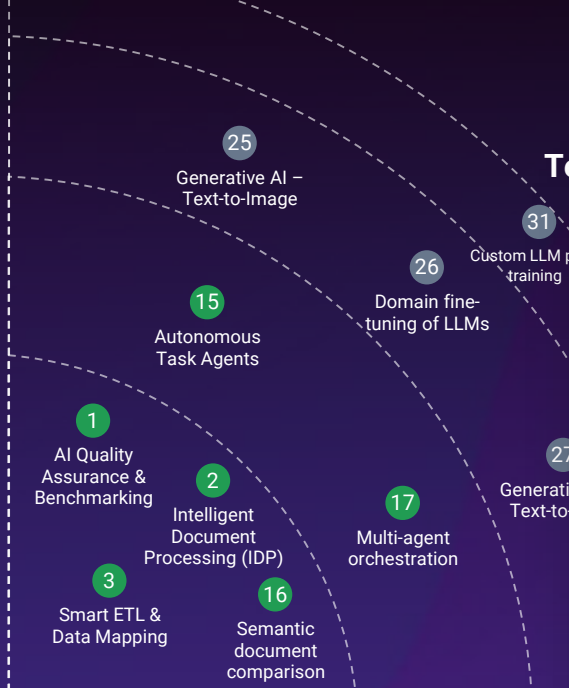 25
Generative AI –
Text-to-Image
31
Custom LLM
training
26
Domain fine-
tuning of LLMs
15
Autonomous
Task Agents
1
AI Quality
Assurance &
Benchmarking
2
Intelligent
Document
Processing (IDP)
27
Text-to-
17
Multi-agent
orchestration
3
Smart ETL &
Data Mapping
16
Semantic
document
comparison